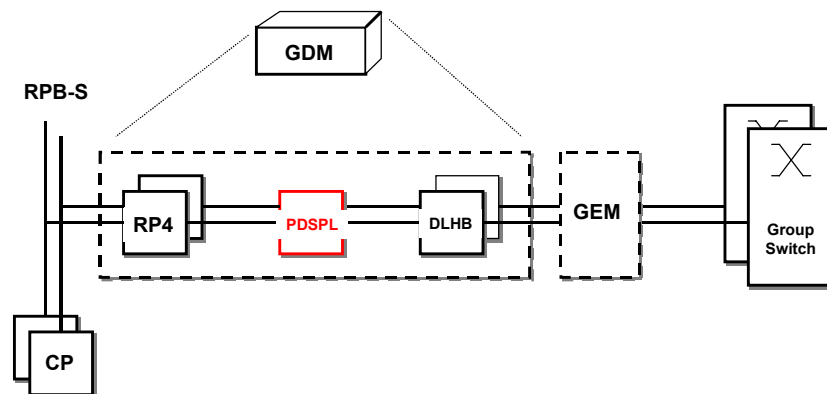 GDM
RPB-S
RP4
PDSPL
DLHB
GEM
Group
Switch
CP